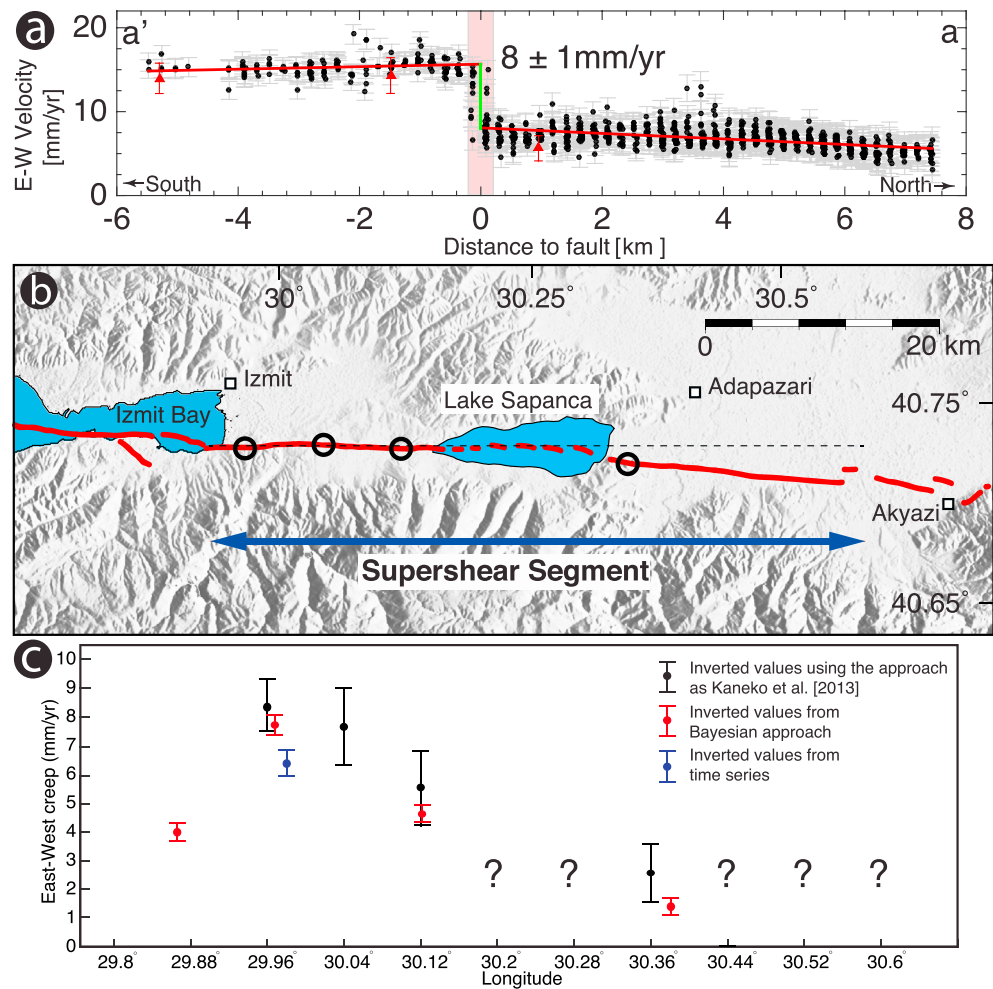 a
20
15
10
5
0
E-W Velocity
[mm/yr]
a'
8 ± 1mm/yr
a
←South
North→
-6
-4
-2
0
2
4
6
8
Distance to fault [km ]
b
30°
30.25°
30.5°
0
20 km
Izmit
Adapazari
Izmit Bay
Lake Sapanca
40.75°
Akyazi
Supershear Segment
40.65°
c
10
9
8
7
6
5
4
3
2
1
0
East-West creep (mm/yr)
Inverted values using the approach
as Kaneko et al. [2013]
Inverted values from
Bayesian approach
Inverted values from
time series
? ? ? ? ?
29.8° 29.88° 29.96° 30.04° 30.12° 30.2° 30.28° 30.36° 30.44° 30.52° 30.6°
Longitude